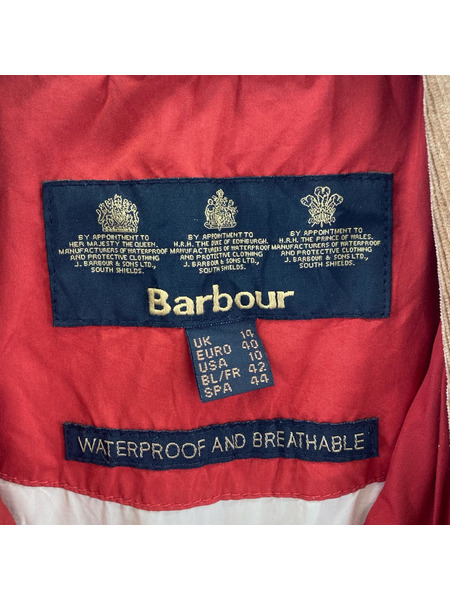 BY APPOINTMENT TO
HER MAJESTY THE QUEEN.
MANUFACTURERS OF WATERPROOF
AND PROTECTIVE CLOTHING
J. BARBOUR & SONS LTD.,
SOUTH SHIELDS.
BY APPOINTMENT TO
H.R.H. THE DUKE OF EDINBURGH.
MANUFACTURERS OF WATERPROOF
AND PROTECTIVE CLOTHING
J. BARBOUR & SONS LTD.,
SOUTH SHIELDS.
BY APPOINTMENT TO
H.R.H. THE PRINCE OF WALES.
MANUFACTURERS OF WATERPROOF
AND PROTECTIVE CLOTHING
J. BARBOUR & SONS LTD.,
SOUTH SHIELDS.
Barbour
UK 14
EURO 40
USA 10
BL/FR 42
SPA 44
WATERPROOF AND BREATHABLE